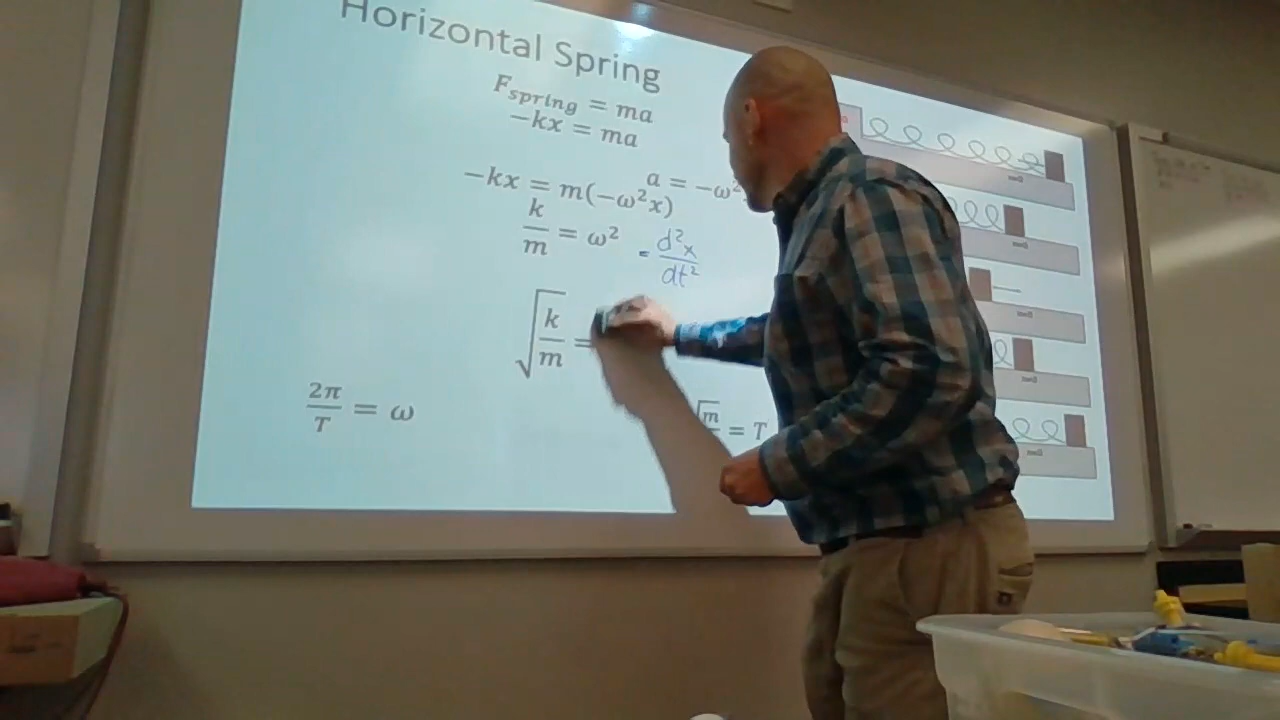 Horizontal Spring
F_spring = ma
−kx = ma
a = −ω²
−kx = m(−ω²x)
k/m = ω² = d²x/dt²
√(k/m) =
2π/T = ω
√m = T